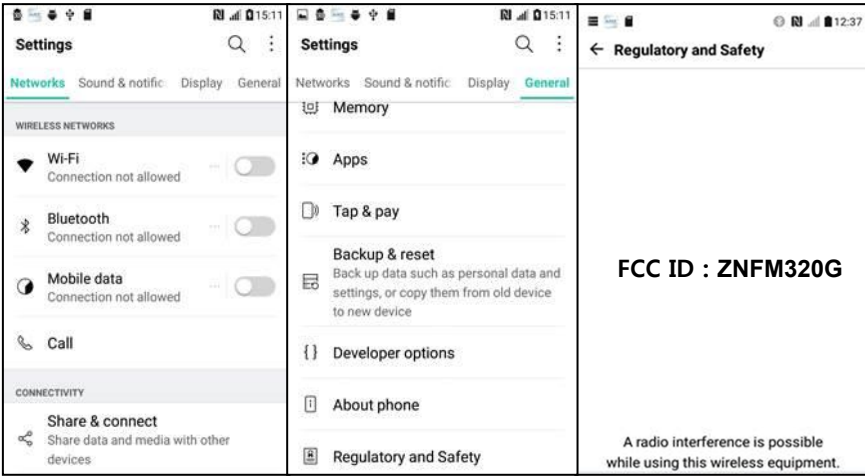 15:11
Settings
Networks Sound & notific Display General
WIRELESS NETWORKS
Wi-Fi
Connection not allowed
Bluetooth
Connection not allowed
Mobile data
Connection not allowed
Call
CONNECTIVITY
Share & connect
Share data and media with other
devices
15:11
Settings
Networks Sound & notific Display General
Memory
Apps
Tap & pay
Backup & reset
Back up data such as personal data and
settings, or copy them from old device
to new device
{ } Developer options
About phone
Regulatory and Safety
12:37
Regulatory and Safety
FCC ID : ZNFM320G
A radio interference is possible
while using this wireless equipment.